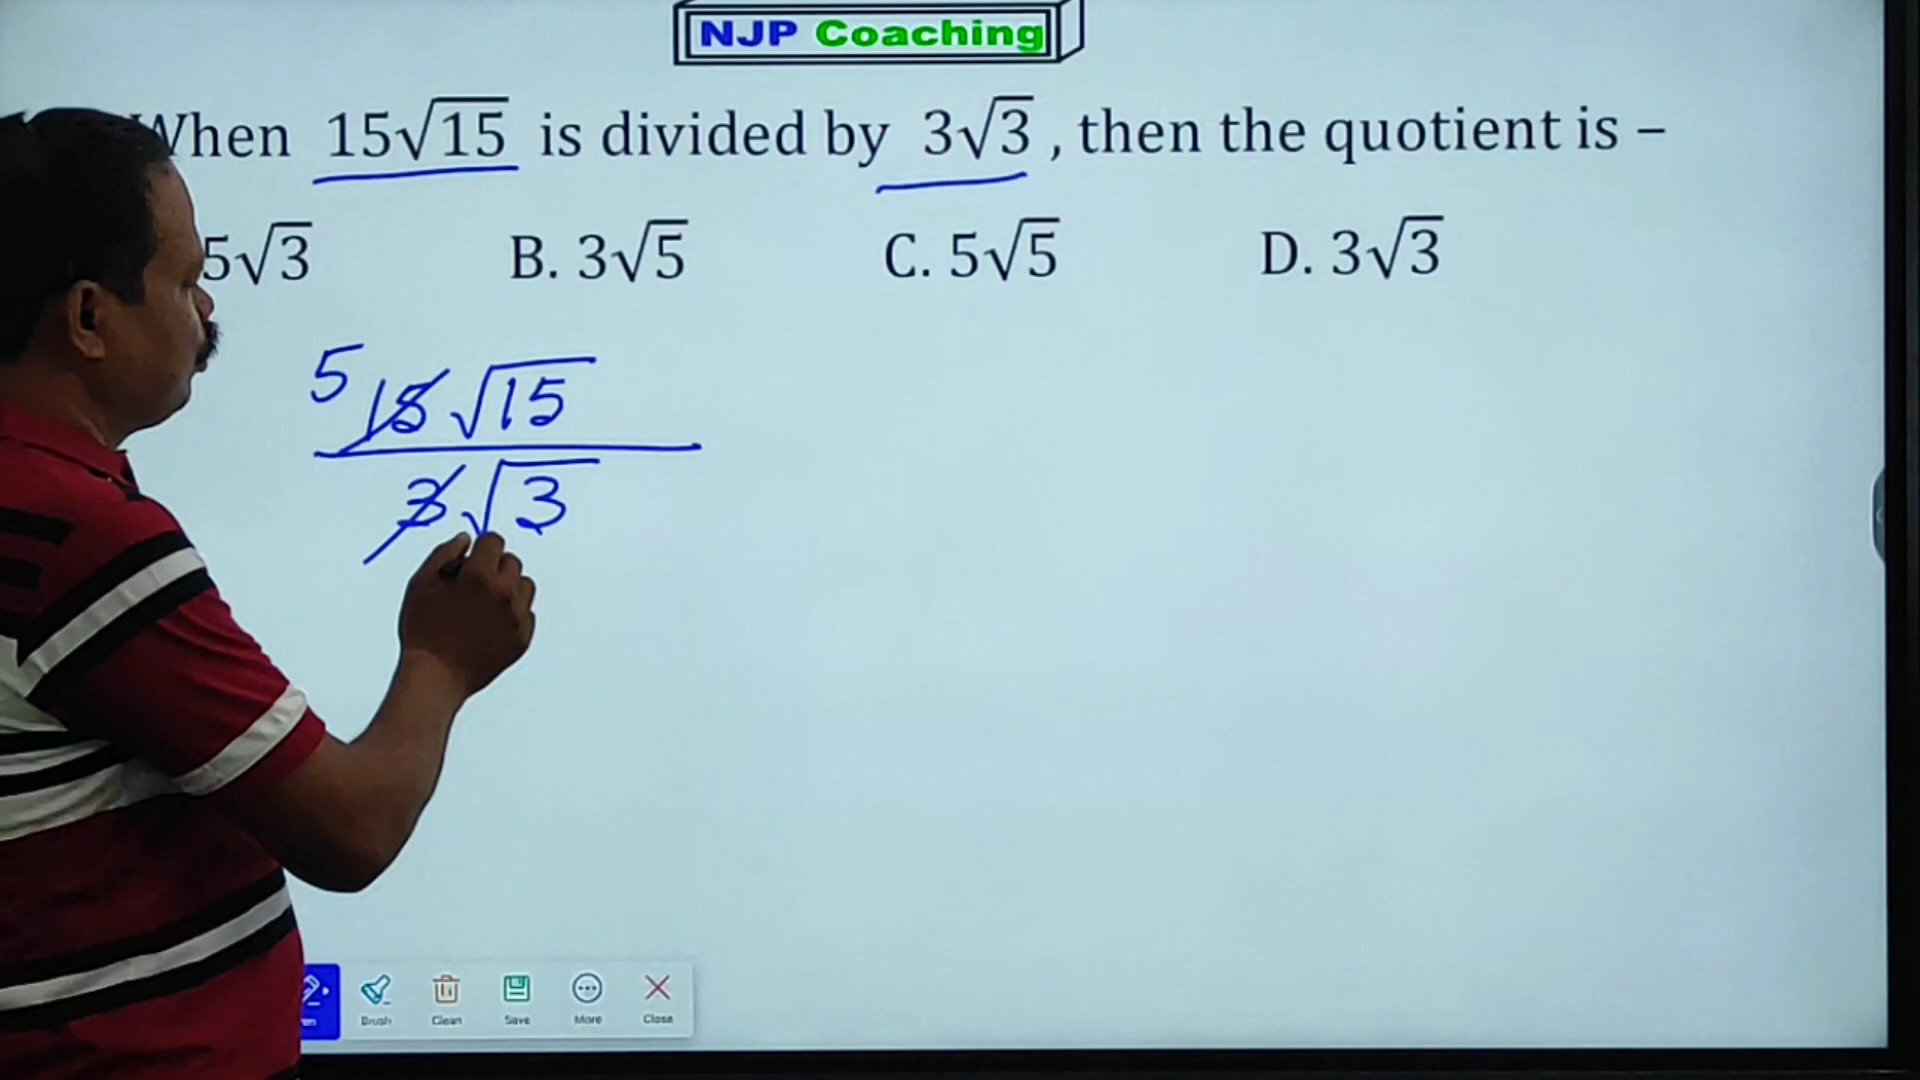 NJP Coaching
When 15√15 is divided by 3√3, then the quotient is –
5√3 B. 3√5 C. 5√5 D. 3√3
5 15√15
3√3
Brush Clean Save More Close